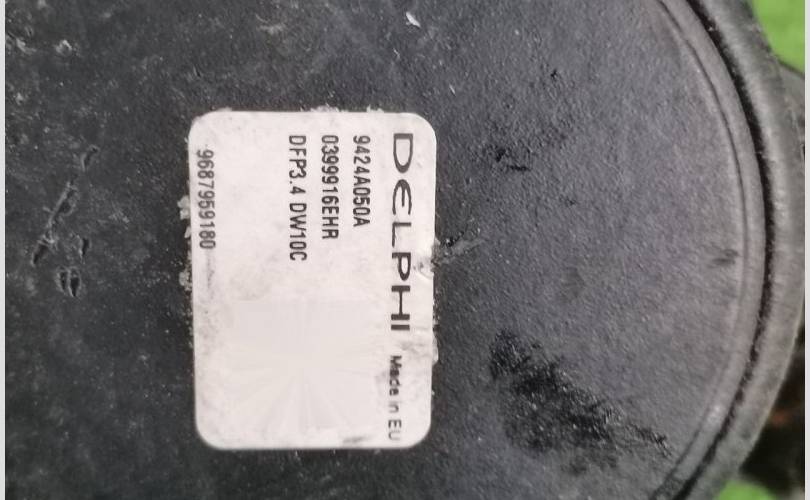 DELPHI Made in EU
9424A050A
0399916EHR
DFP3.4 DW10C
9687959180